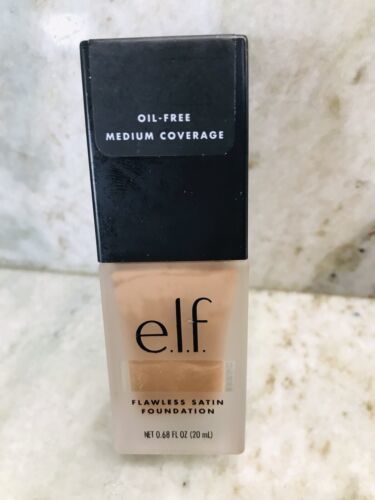 OIL-FREE
MEDIUM COVERAGE
e.l.f.
FLAWLESS SATIN
FOUNDATION
NET 0.68 FL OZ (20 mL)